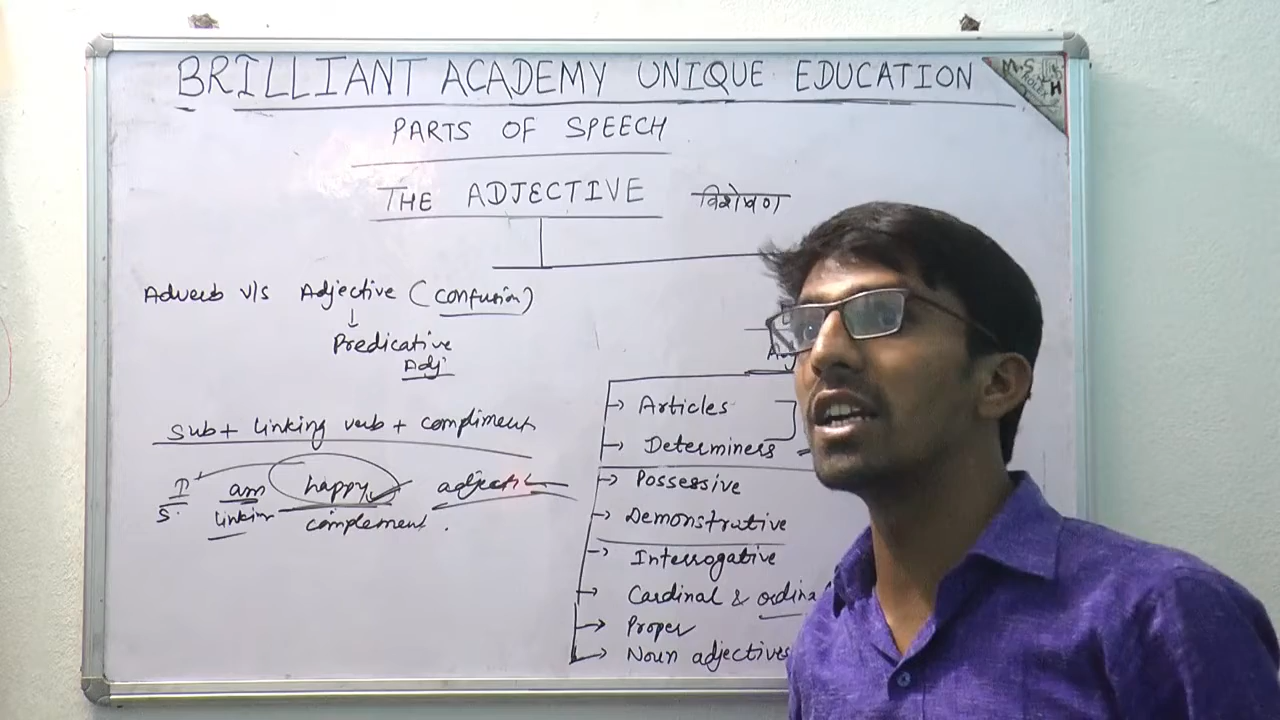 BRILLIANT ACADEMY UNIQUE EDUCATION
M.S
H
PARTS OF SPEECH
THE ADJECTIVE विशेषण
Adverb v/s Adjective (confusion)
↓
Predicative
Adj
Sub + linking verb + compliment
I am happy adjecti
S. linkin complement.
→ Articles
→ Determiners
→ Possessive
→ Demonstrative
→ Interrogative
→ Cardinal & ordina
→ Proper
→ Noun adjectives